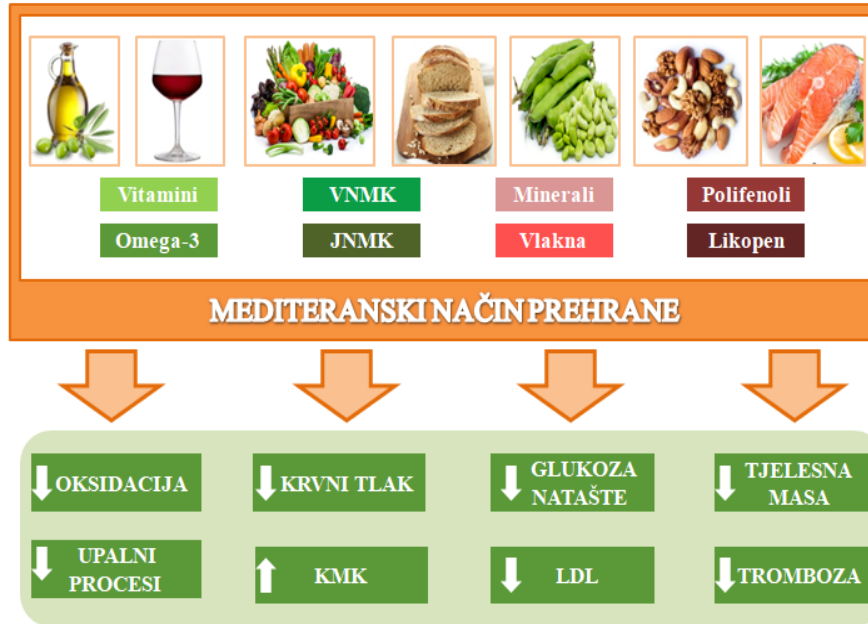 Vitamini
VNMK
Minerali
Polifenoli
Omega-3
JNMK
Vlakna
Likopen
MEDITERANSKI NAČIN PREHRANE
OKSIDACIJA
KRVNI TLAK
GLUKOZA
NATAŠTE
TJELESNA
MASA
UPALNI
PROCESI
KMK
LDL
TROMBOZA